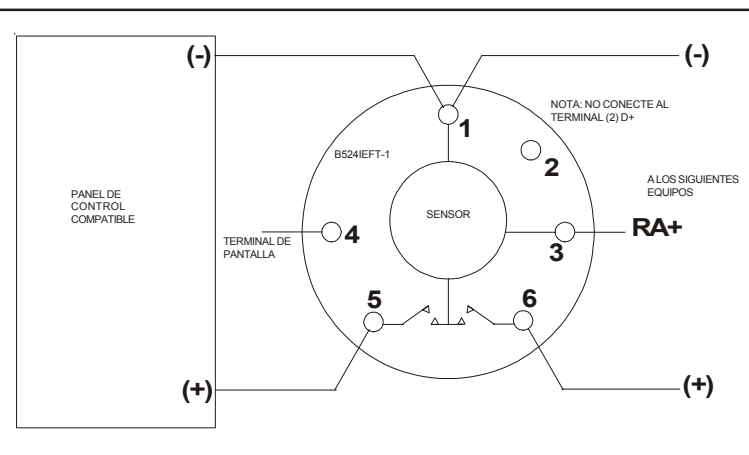 (-)
(-)
NOTA: NO CONECTE AL
TERMINAL (2) D+
1
2
B524IEFT-1
A LOS SIGUIENTES
EQUIPOS
PANEL DE
CONTROL
COMPATIBLE
SENSOR
RA+
4
3
TERMINAL DE
PANTALLA
5
6
(+)
(+)